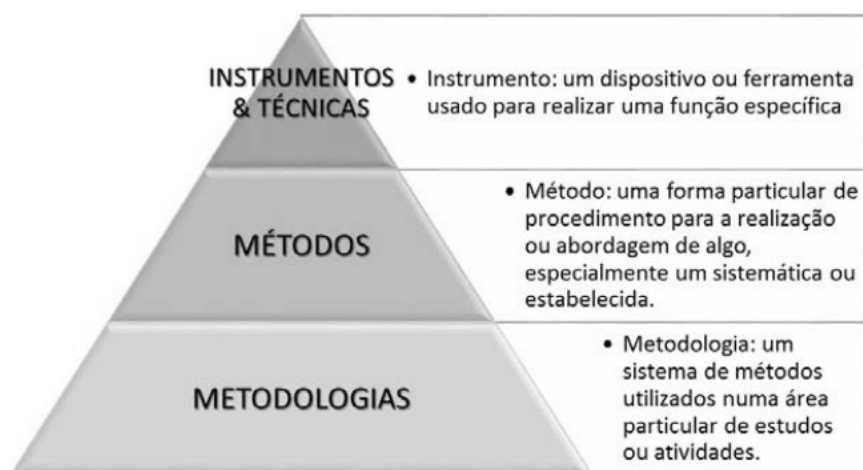 INSTRUMENTOS
& TÉCNICAS
• Instrumento: um dispositivo ou ferramenta
usado para realizar uma função específica
MÉTODOS
• Método: uma forma particular de
procedimento para a realização
ou abordagem de algo,
especialmente um sistemática ou
estabelecida.
METODOLOGIAS
• Metodologia: um
sistema de métodos
utilizados numa área
particular de estudos
ou atividades.